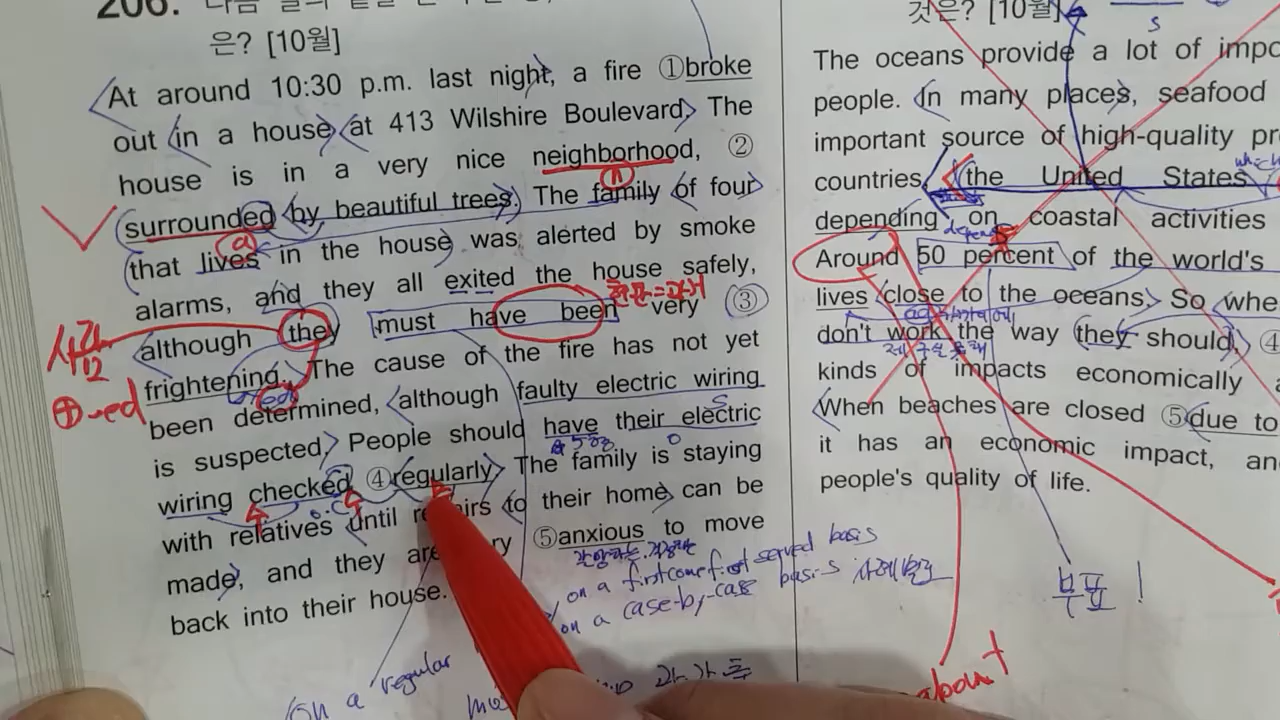 206.
은? [10월]
At around 10:30 p.m. last night, a fire ①broke
out in a house at 413 Wilshire Boulevard. The
house is in a very nice neighborhood, ②
surrounded by beautiful trees. The family of four
that lives in the house was alerted by smoke
alarms, and they all exited the house safely,
although they must have been very ③
frightening. The cause of the fire has not yet
been determined, although faulty electric wiring
is suspected. People should have their electric
wiring checked ④regularly. The family is staying
with relatives until to their home can be
made, and they are ⑤anxious to move
back into their house.
n
a
사감
⊕-ed
ed
S
O
o.c
on a first come first served basis
on a case-by-case basis
on a regular
과거
것은? [10월]
S
The oceans provide a lot of
people. In many places, seafood
important source of high-quality
countries the United States
depending on coastal activities
Around 50 percent of the world's
lives close to the oceans. So
don't work the way they should, ④
kinds of impacts economically
When beaches are closed ⑤due to
it has an economic impact,
people's quality of life.
부표!
about